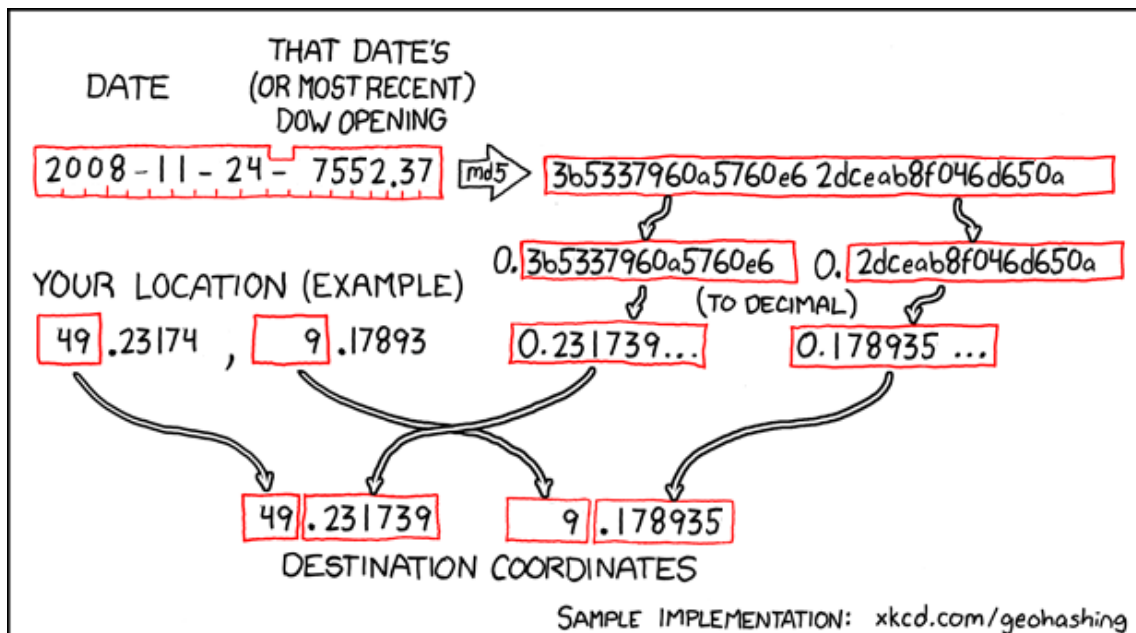 THAT DATE'S
DATE (OR MOST RECENT)
DOW OPENING
2008-11-24- 7552.37 md5 3b5337960a5760e6 2dceab8f046d650a
0.3b5337960a5760e6 0.2dceab8f046d650a
YOUR LOCATION (EXAMPLE) (TO DECIMAL)
49.23174, 9.17893 0.231739... 0.178935 ...
49.231739 9.178935
DESTINATION COORDINATES
SAMPLE IMPLEMENTATION: xkcd.com/geohashing